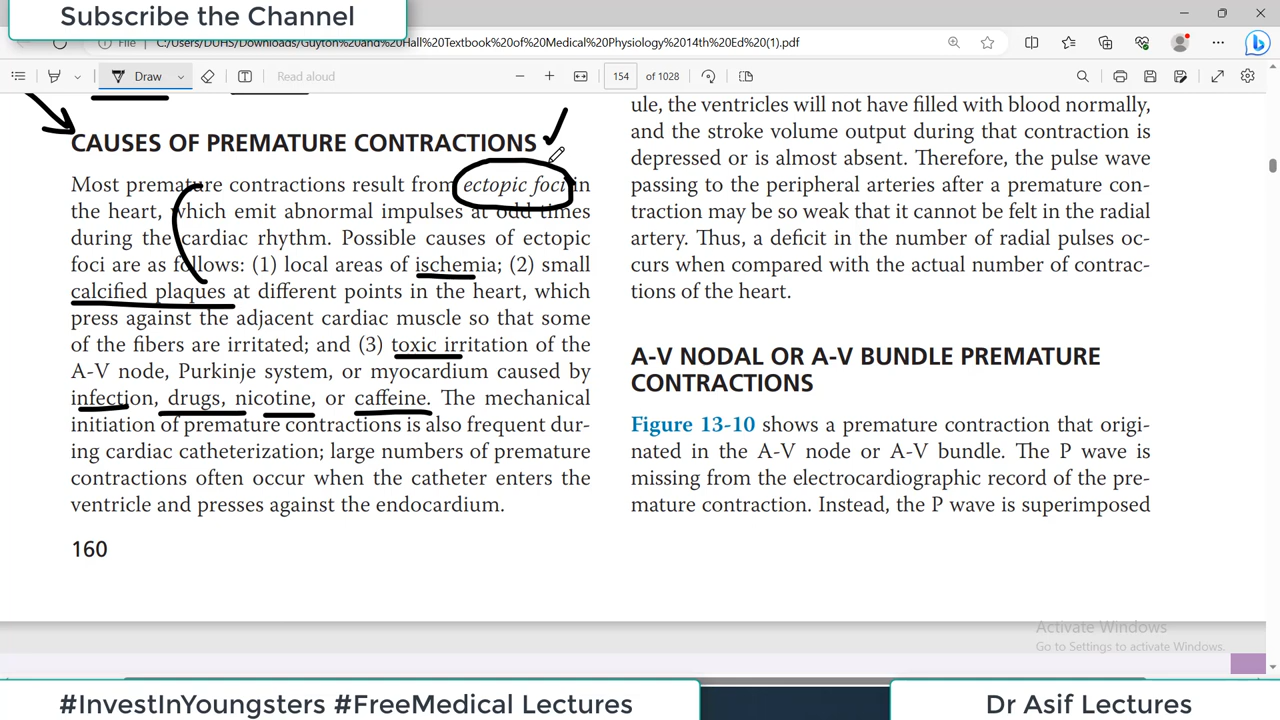 Subscribe the Channel
File
C:/Users/DUHS/Downloads/Guyton%20and%20Hall%20Textbook%20of%20Medical%20Physiology%2014th%20Ed%20(1).pdf
Draw
Read aloud
154 of 1028
CAUSES OF PREMATURE CONTRACTIONS
Most premature contractions result from ectopic foci in
the heart, which emit abnormal impulses at odd times
during the cardiac rhythm. Possible causes of ectopic
foci are as follows: (1) local areas of ischemia; (2) small
calcified plaques at different points in the heart, which
press against the adjacent cardiac muscle so that some
of the fibers are irritated; and (3) toxic irritation of the
A-V node, Purkinje system, or myocardium caused by
infection, drugs, nicotine, or caffeine. The mechanical
initiation of premature contractions is also frequent dur-
ing cardiac catheterization; large numbers of premature
contractions often occur when the catheter enters the
ventricle and presses against the endocardium.
160
ule, the ventricles will not have filled with blood normally,
and the stroke volume output during that contraction is
depressed or is almost absent. Therefore, the pulse wave
passing to the peripheral arteries after a premature con-
traction may be so weak that it cannot be felt in the radial
artery. Thus, a deficit in the number of radial pulses oc-
curs when compared with the actual number of contrac-
tions of the heart.
A-V NODAL OR A-V BUNDLE PREMATURE
CONTRACTIONS
Figure 13-10 shows a premature contraction that origi-
nated in the A-V node or A-V bundle. The P wave is
missing from the electrocardiographic record of the pre-
mature contraction. Instead, the P wave is superimposed
Activate Windows
Go to Settings to activate Windows.
#InvestInYoungsters #FreeMedical Lectures
Dr Asif Lectures